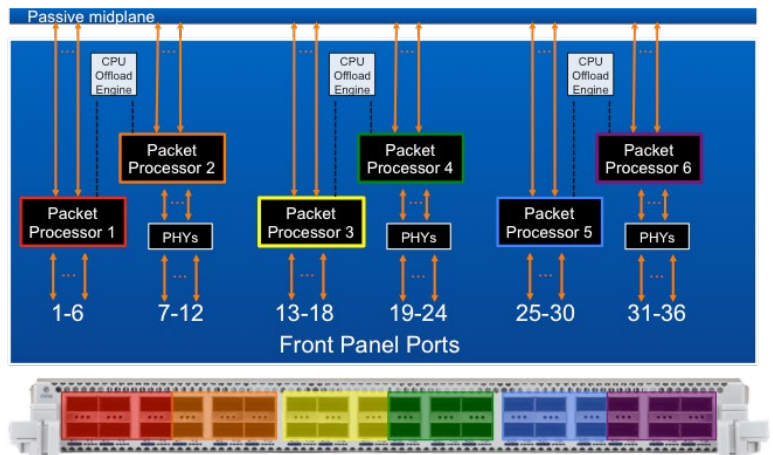 Passive midplane
CPU
Offload
Engine
CPU
Offload
Engine
CPU
Offload
Engine
Packet
Processor 2
Packet
Processor 4
Packet
Processor 6
Packet
Processor 1
PHYs
Packet
Processor 3
PHYs
Packet
Processor 5
PHYs
1-6
7-12
13-18
19-24
25-30
31-36
Front Panel Ports